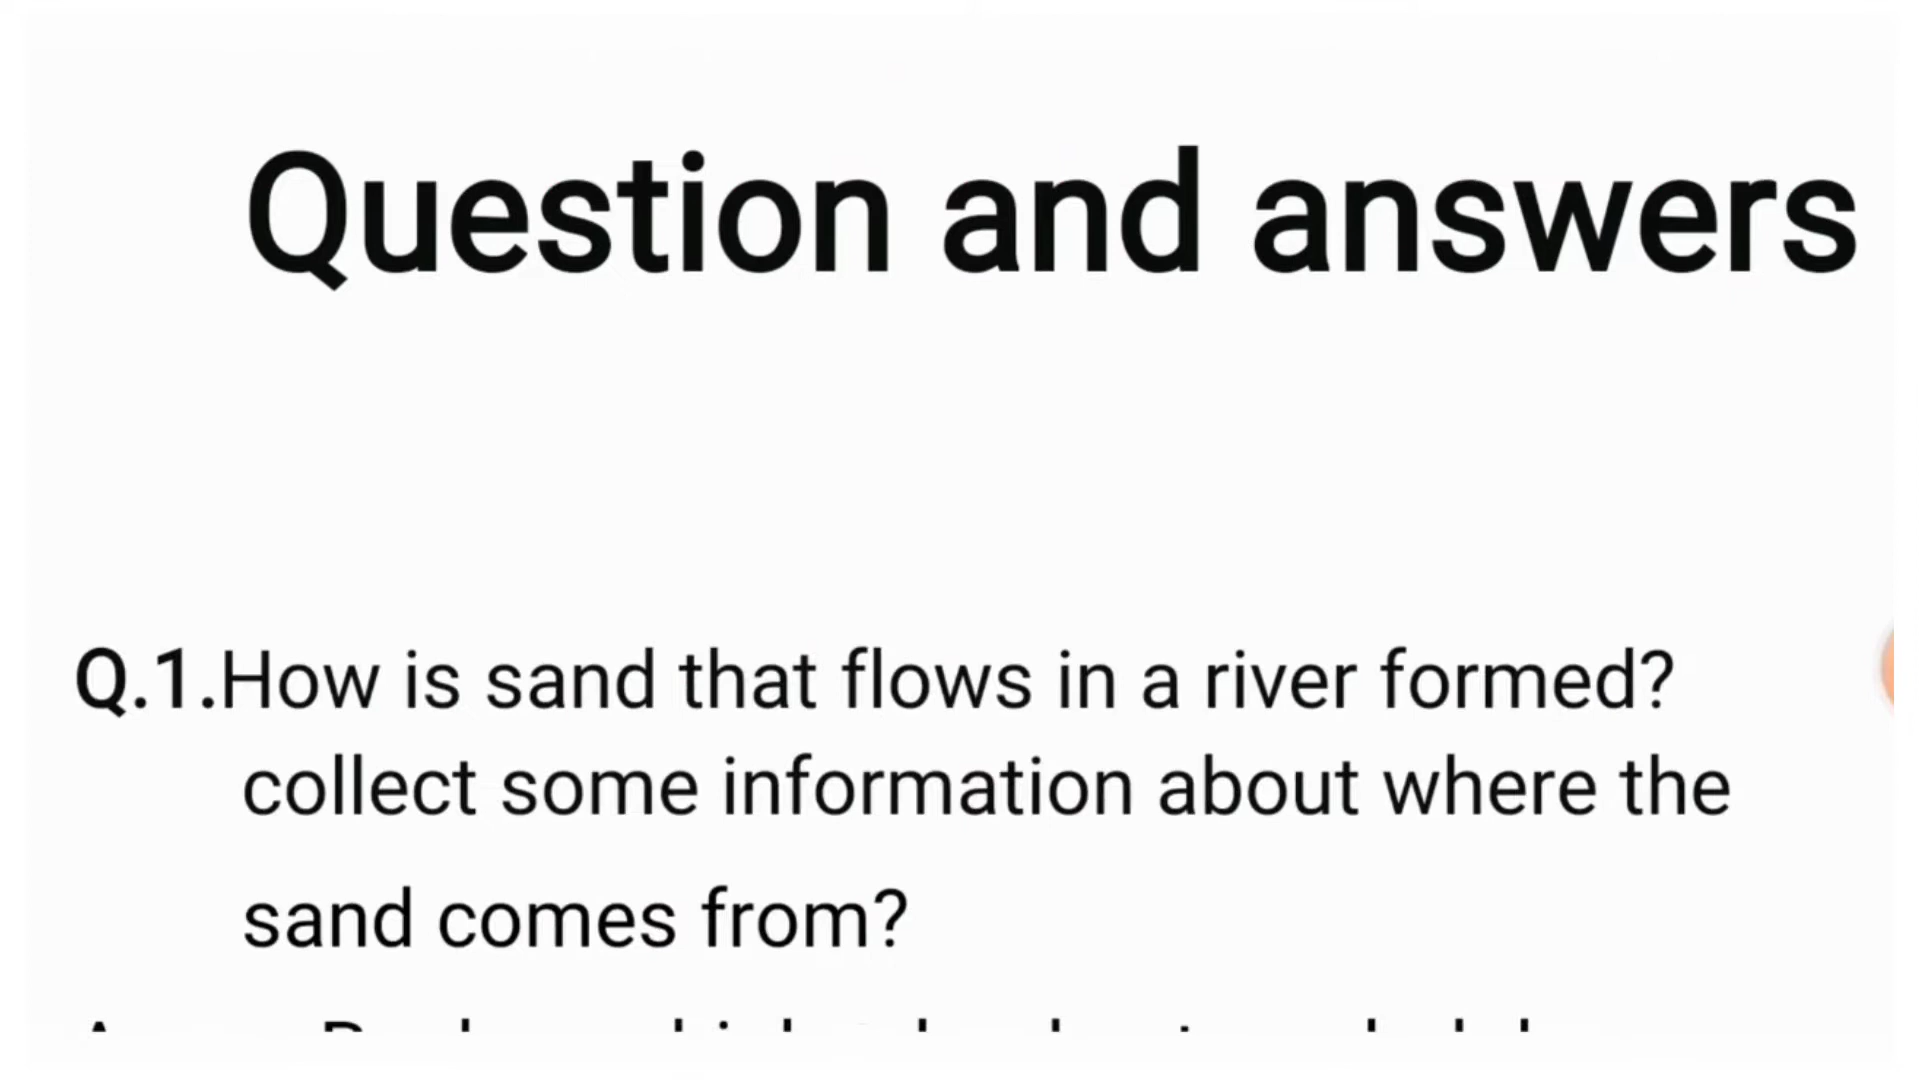 Question and answers
Q.1.How is sand that flows in a river formed?
collect some information about where the
sand comes from?